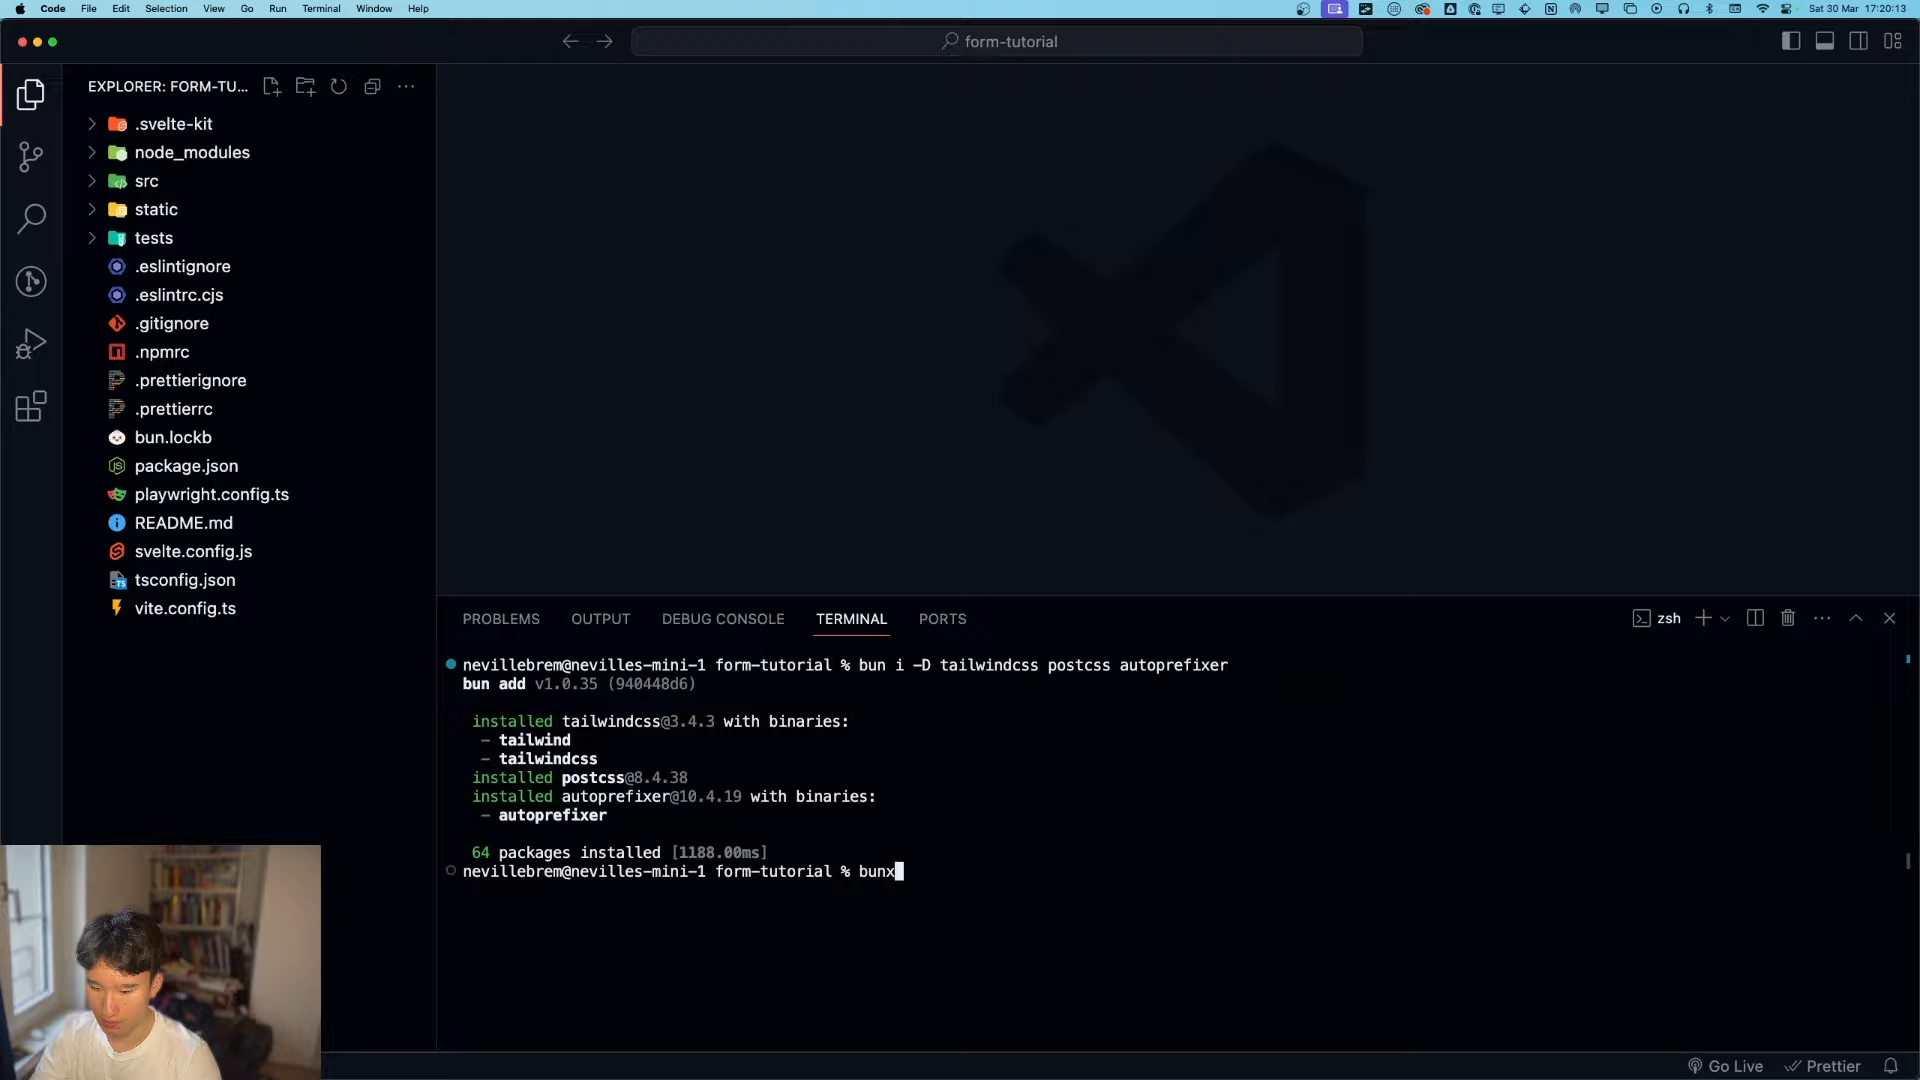 Code File Edit Selection View Go Run Terminal Window Help
Sat 30 Mar 17:20:13
form-tutorial
EXPLORER: FORM-TU...
.svelte-kit
node_modules
src
static
tests
.eslintignore
.eslintrc.cjs
.gitignore
.npmrc
.prettierignore
.prettierrc
bun.lockb
package.json
playwright.config.ts
README.md
svelte.config.js
tsconfig.json
vite.config.ts
PROBLEMS OUTPUT DEBUG CONSOLE TERMINAL PORTS
zsh
nevillebrem@nevilles-mini-1 form-tutorial % bun i -D tailwindcss postcss autoprefixer
bun add v1.0.35 (940448d6)
installed tailwindcss@3.4.3 with binaries:
- tailwind
- tailwindcss
installed postcss@8.4.38
installed autoprefixer@10.4.19 with binaries:
- autoprefixer
64 packages installed [1188.00ms]
nevillebrem@nevilles-mini-1 form-tutorial % bunx
Go Live Prettier